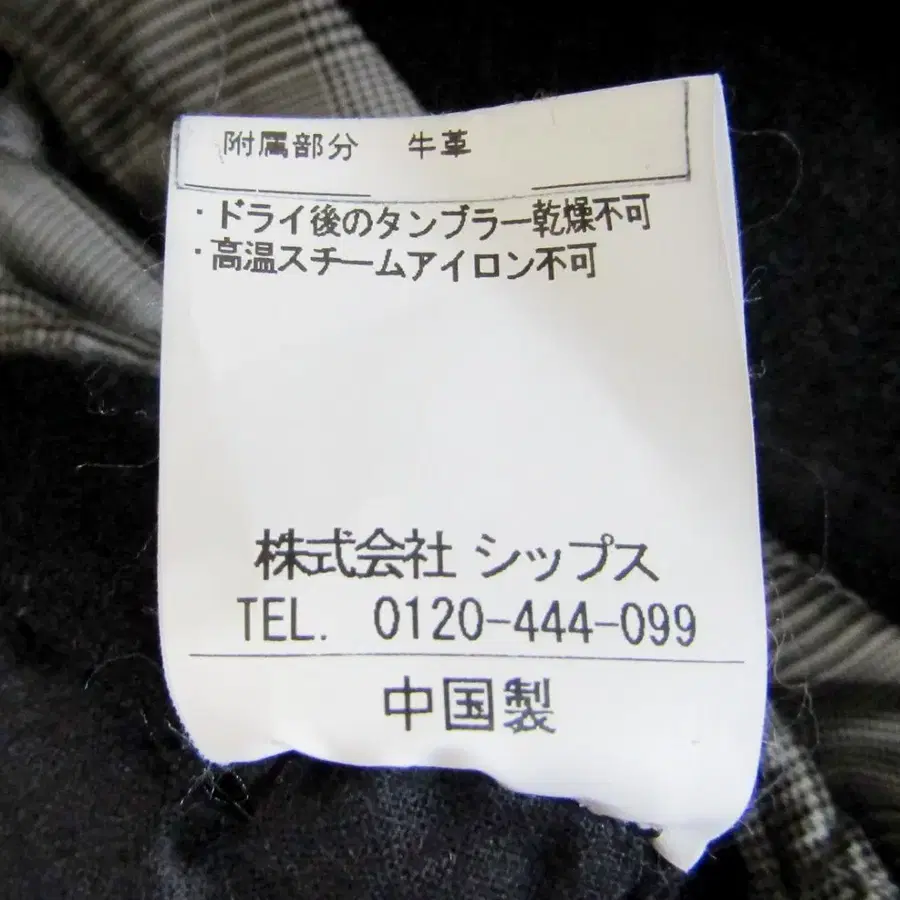 附属部分　牛革
・ドライ後のタンブラー乾燥不可
・高温スチームアイロン不可
株式会社 シップス
TEL. 0120-444-099
中国製